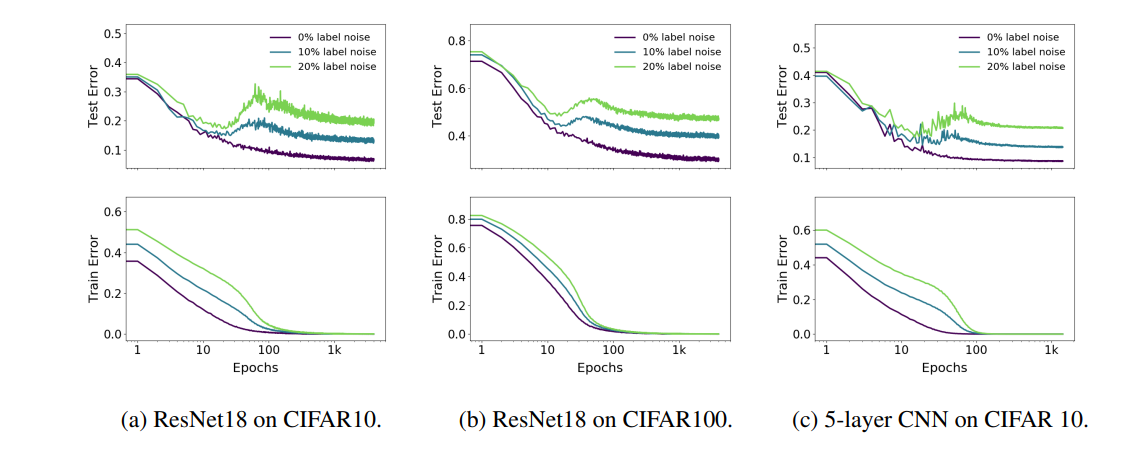 0.5
0.4
0.3
0.2
0.1
Test Error
0% label noise
10% label noise
20% label noise
0.8
0.6
0.4
Test Error
0% label noise
10% label noise
20% label noise
0.5
0.4
0.3
0.2
0.1
Test Error
0% label noise
10% label noise
20% label noise
0.6
0.4
0.2
0.0
Train Error
1 10 100 1k
Epochs
0.8
0.6
0.4
0.2
0.0
Train Error
1 10 100 1k
Epochs
0.6
0.4
0.2
0.0
Train Error
1 10 100 1k
Epochs
(a) ResNet18 on CIFAR10.
(b) ResNet18 on CIFAR100.
(c) 5-layer CNN on CIFAR 10.